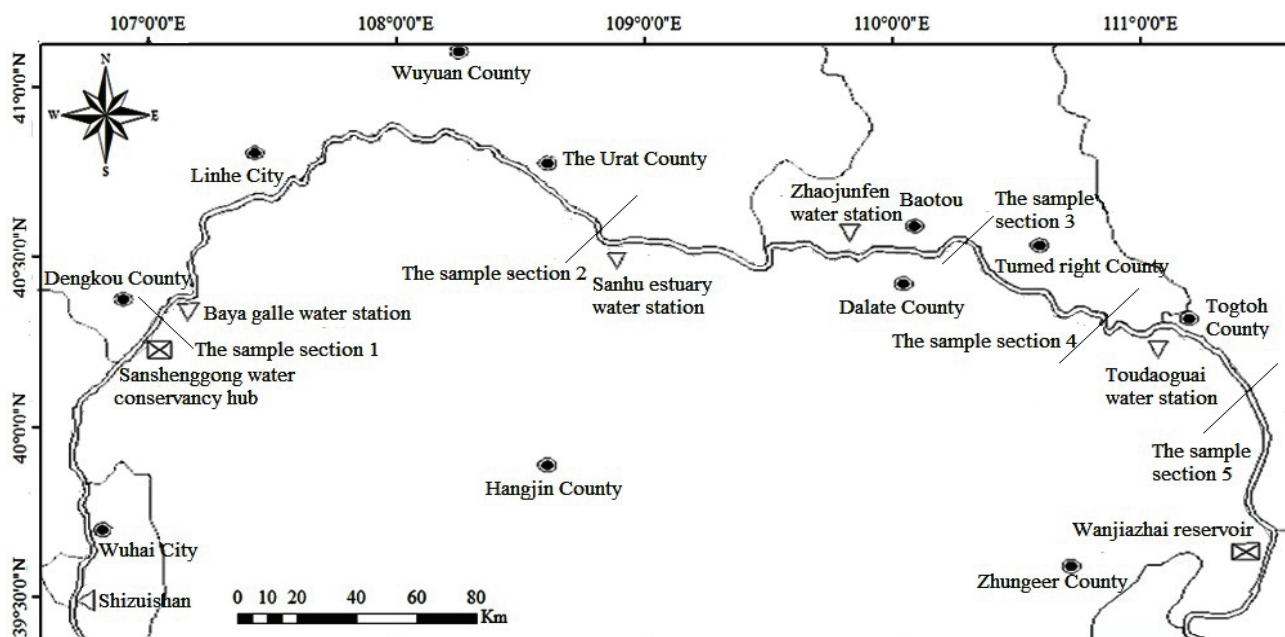 107°0'0"E
108°0'0"E
109°0'0"E
110°0'0"E
111°0'0"E
41°0'0"N
40°30'0"N
40°0'0"N
39°30'0"N
N
W
E
S
Wuyuan County
Linhe City
The Urat County
Zhaojunfen
water station
Baotou
The sample
section 3
Dengkou County
The sample section 2
Sanhu estuary
water station
Tumed right County
Dalate County
Baya galle water station
Togtoh
County
The sample section 1
The sample section 4
Sanshenggong water
conservancy hub
Toudaoguai
water station
The sample
section 5
Hangjin County
Wuhai City
Wanjiazhai reservoir
Zhungeer County
Shizuishan
0 10 20 40 60 80
Km